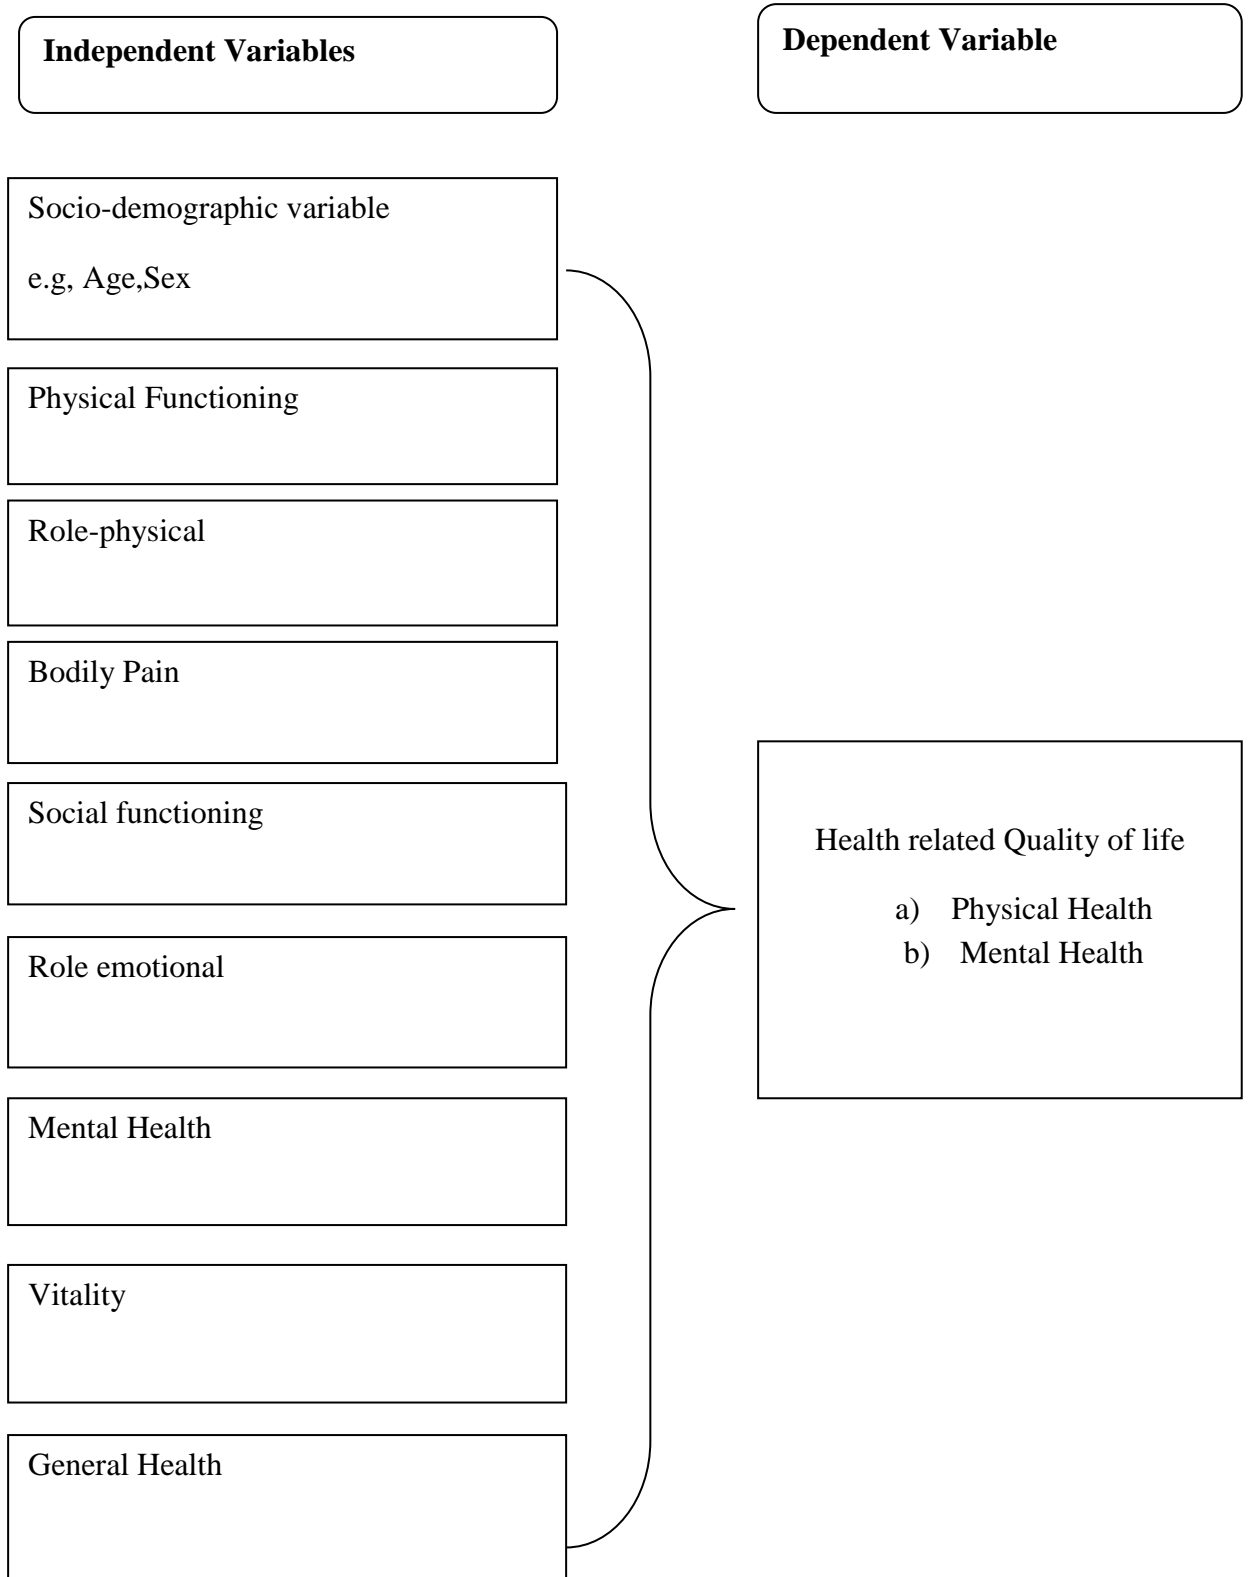 Independent Variables
Dependent Variable
Socio-demographic variable
e.g, Age,Sex
Physical Functioning
Role-physical
Bodily Pain
Social functioning
Role emotional
Mental Health
Vitality
General Health
Health related Quality of life
a) Physical Health
b) Mental Health